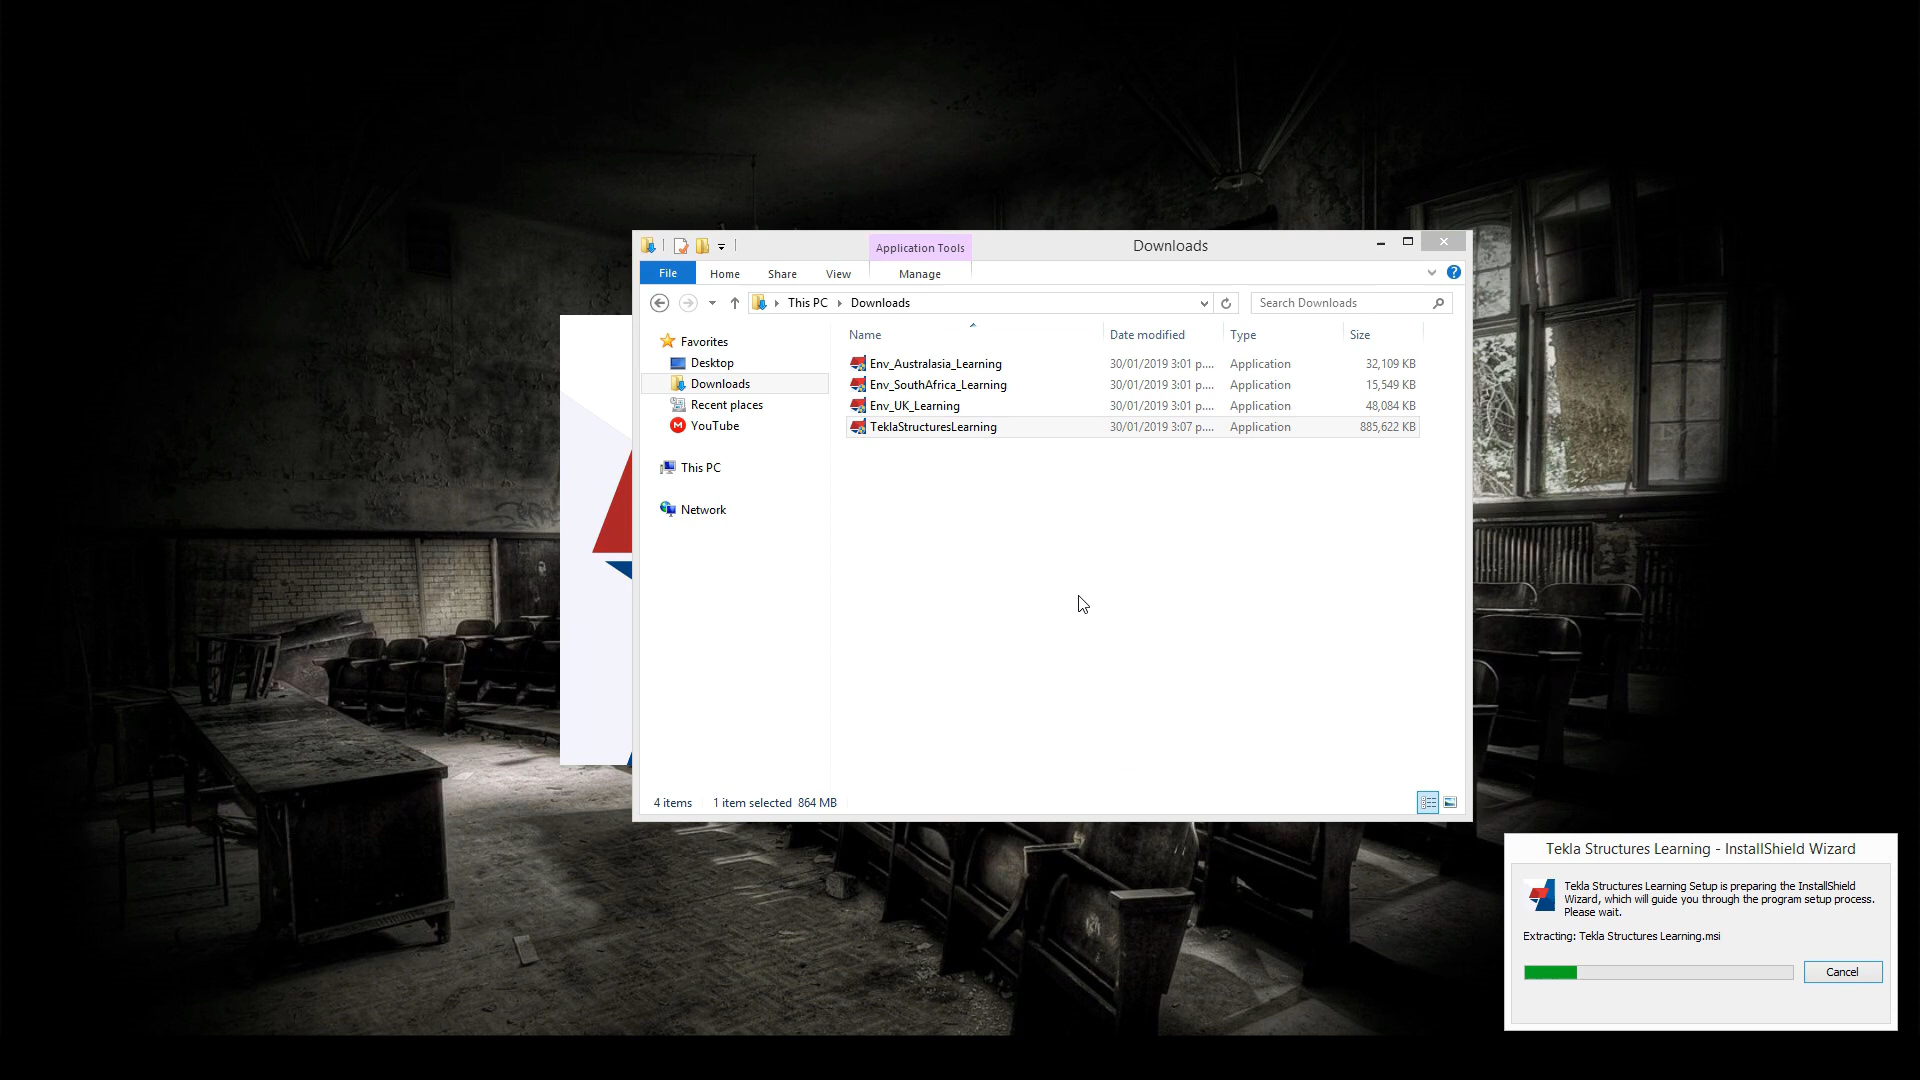 Application Tools
Downloads
File
Home
Share
View
Manage
This PC
Downloads
Search Downloads
Name
Date modified
Type
Size
Favorites
Desktop
Downloads
Recent places
YouTube
This PC
Network
Env_Australasia_Learning 30/01/2019 3:01 p.... Application 32,109 KB
Env_SouthAfrica_Learning 30/01/2019 3:01 p.... Application 15,549 KB
Env_UK_Learning 30/01/2019 3:01 p.... Application 48,084 KB
TeklaStructuresLearning 30/01/2019 3:07 p.... Application 885,622 KB
4 items 1 item selected 864 MB
Tekla Structures Learning - InstallShield Wizard
Tekla Structures Learning Setup is preparing the InstallShield
Wizard, which will guide you through the program setup process.
Please wait.
Extracting: Tekla Structures Learning.msi
Cancel